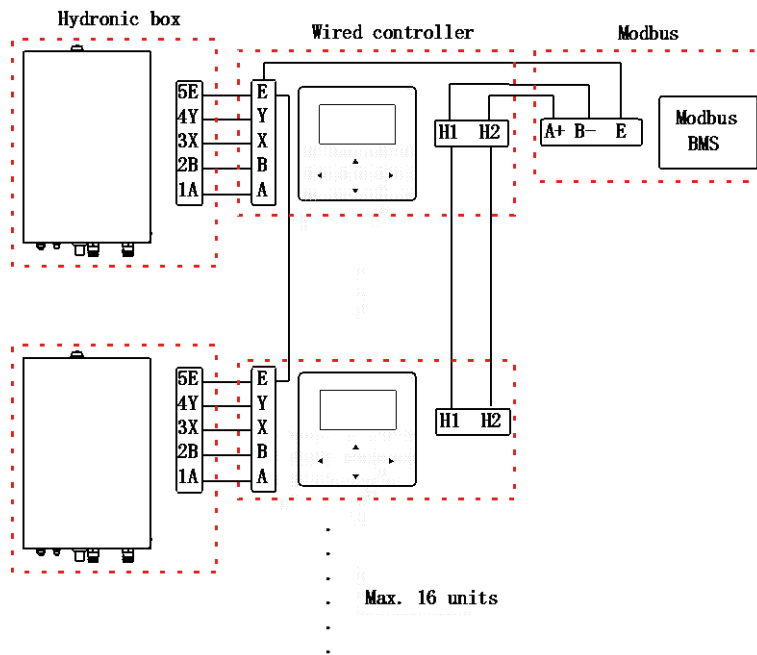 Hydronic box
Wired controller
Modbus
5E
4Y
3X
2B
1A
E
Y
X
B
A
H1 H2
A+ B- E
Modbus
BMS
5E
4Y
3X
2B
1A
E
Y
X
B
A
H1 H2
Max. 16 units